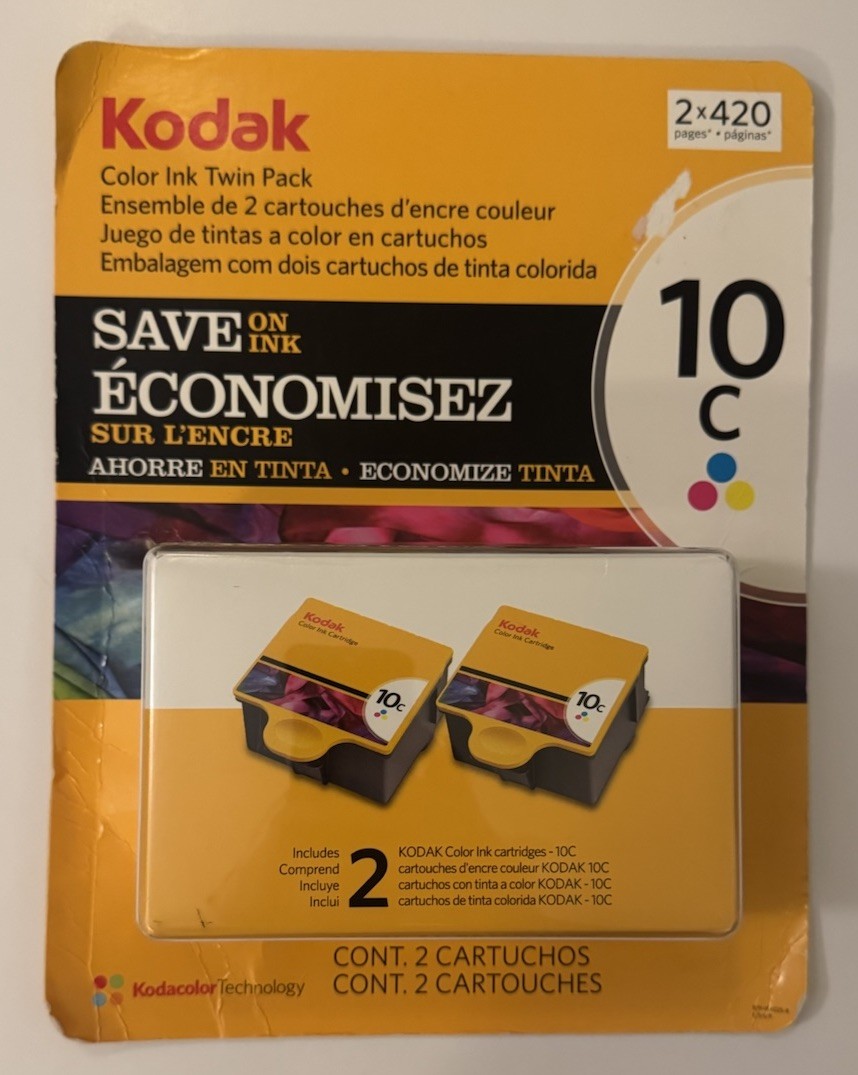 Kodak
2x420
pages* • páginas*
Color Ink Twin Pack
Ensemble de 2 cartouches d'encre couleur
Juego de tintas a color en cartuchos
Embalagem com dois cartuchos de tinta colorida
10
C
SAVE ON INK
ÉCONOMISEZ
SUR L'ENCRE
AHORRE EN TINTA • ECONOMIZE TINTA
Kodak
Color Ink Cartridge
10C
Kodak
Color Ink Cartridge
10C
Includes
Comprend
Incluye
Inclui
2
KODAK Color Ink cartridges - 10C
cartouches d'encre couleur KODAK 10C
cartuchos con tinta a color KODAK - 10C
cartuchos de tinta colorida KODAK - 10C
CONT. 2 CARTUCHOS
CONT. 2 CARTOUCHES
KodacolorTechnology